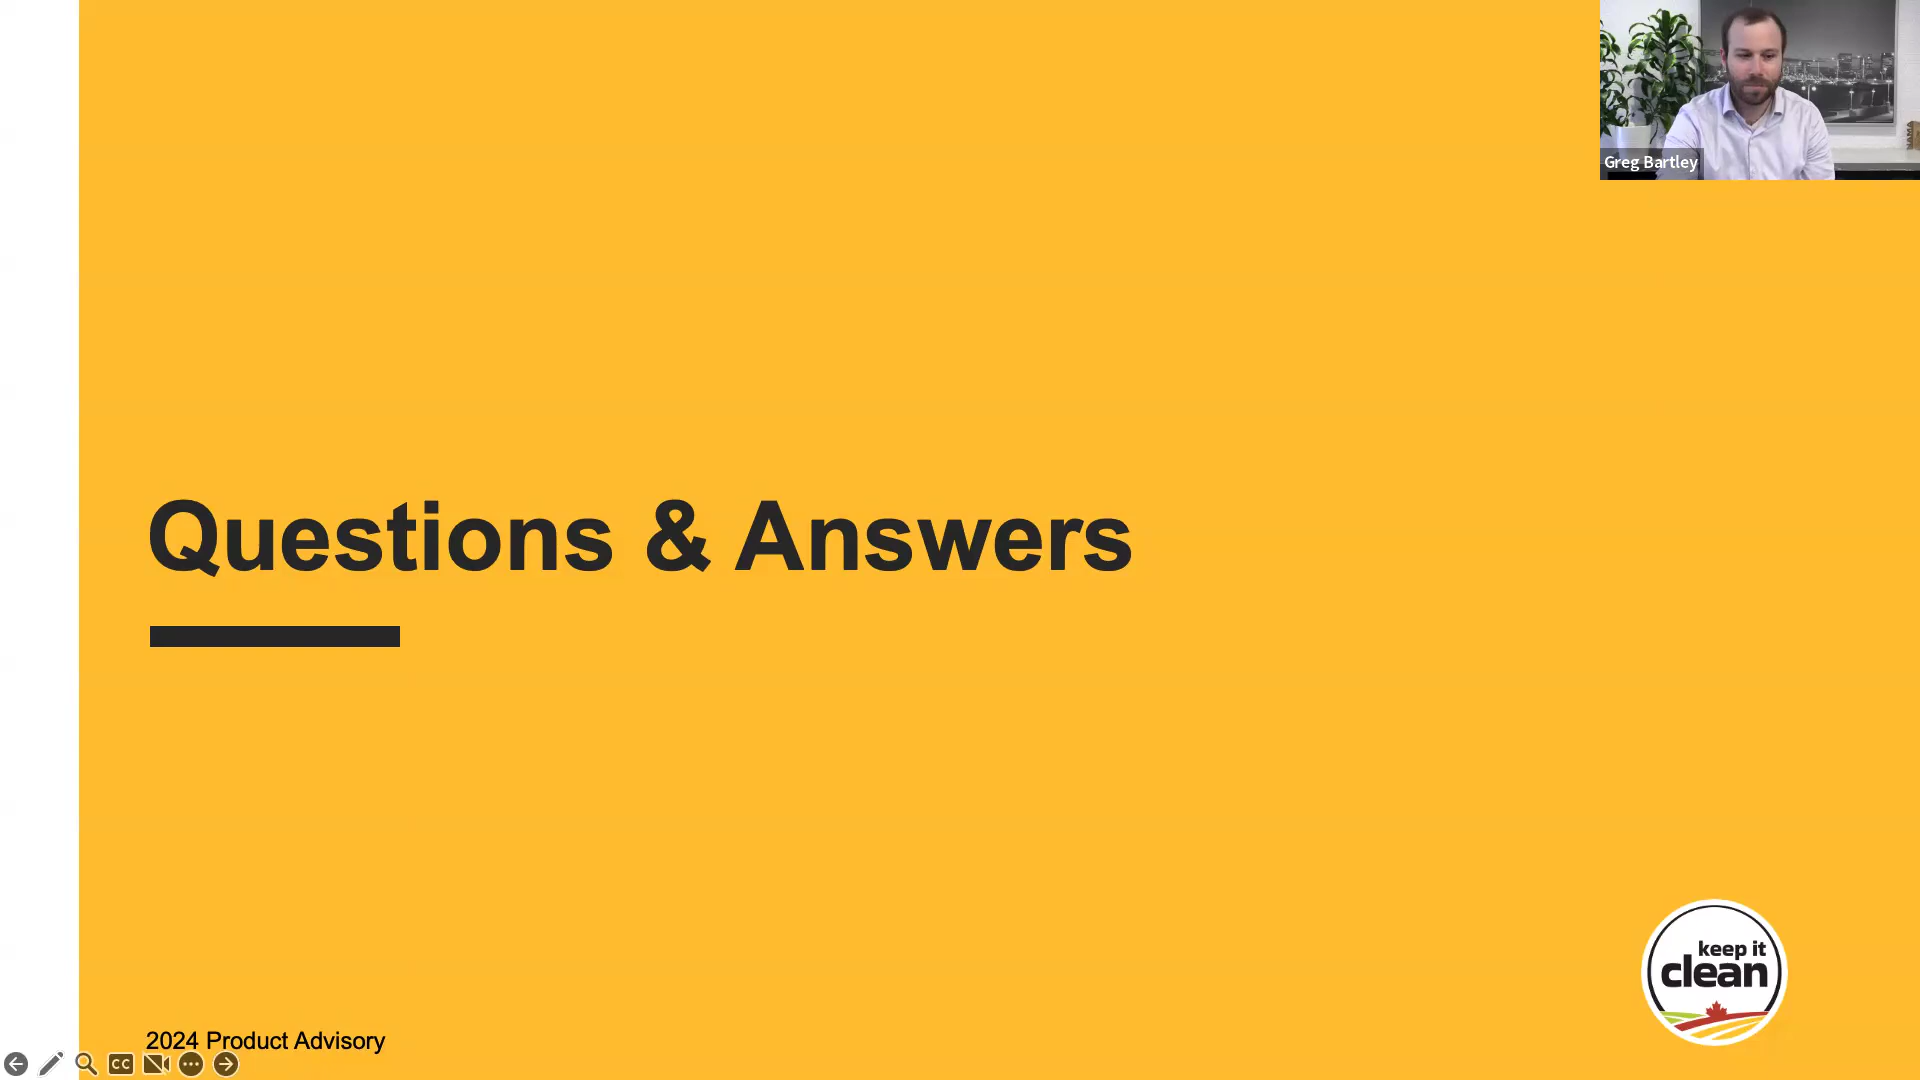 Greg Bartley
Questions & Answers
keep it
clean
2024 Product Advisory
CC